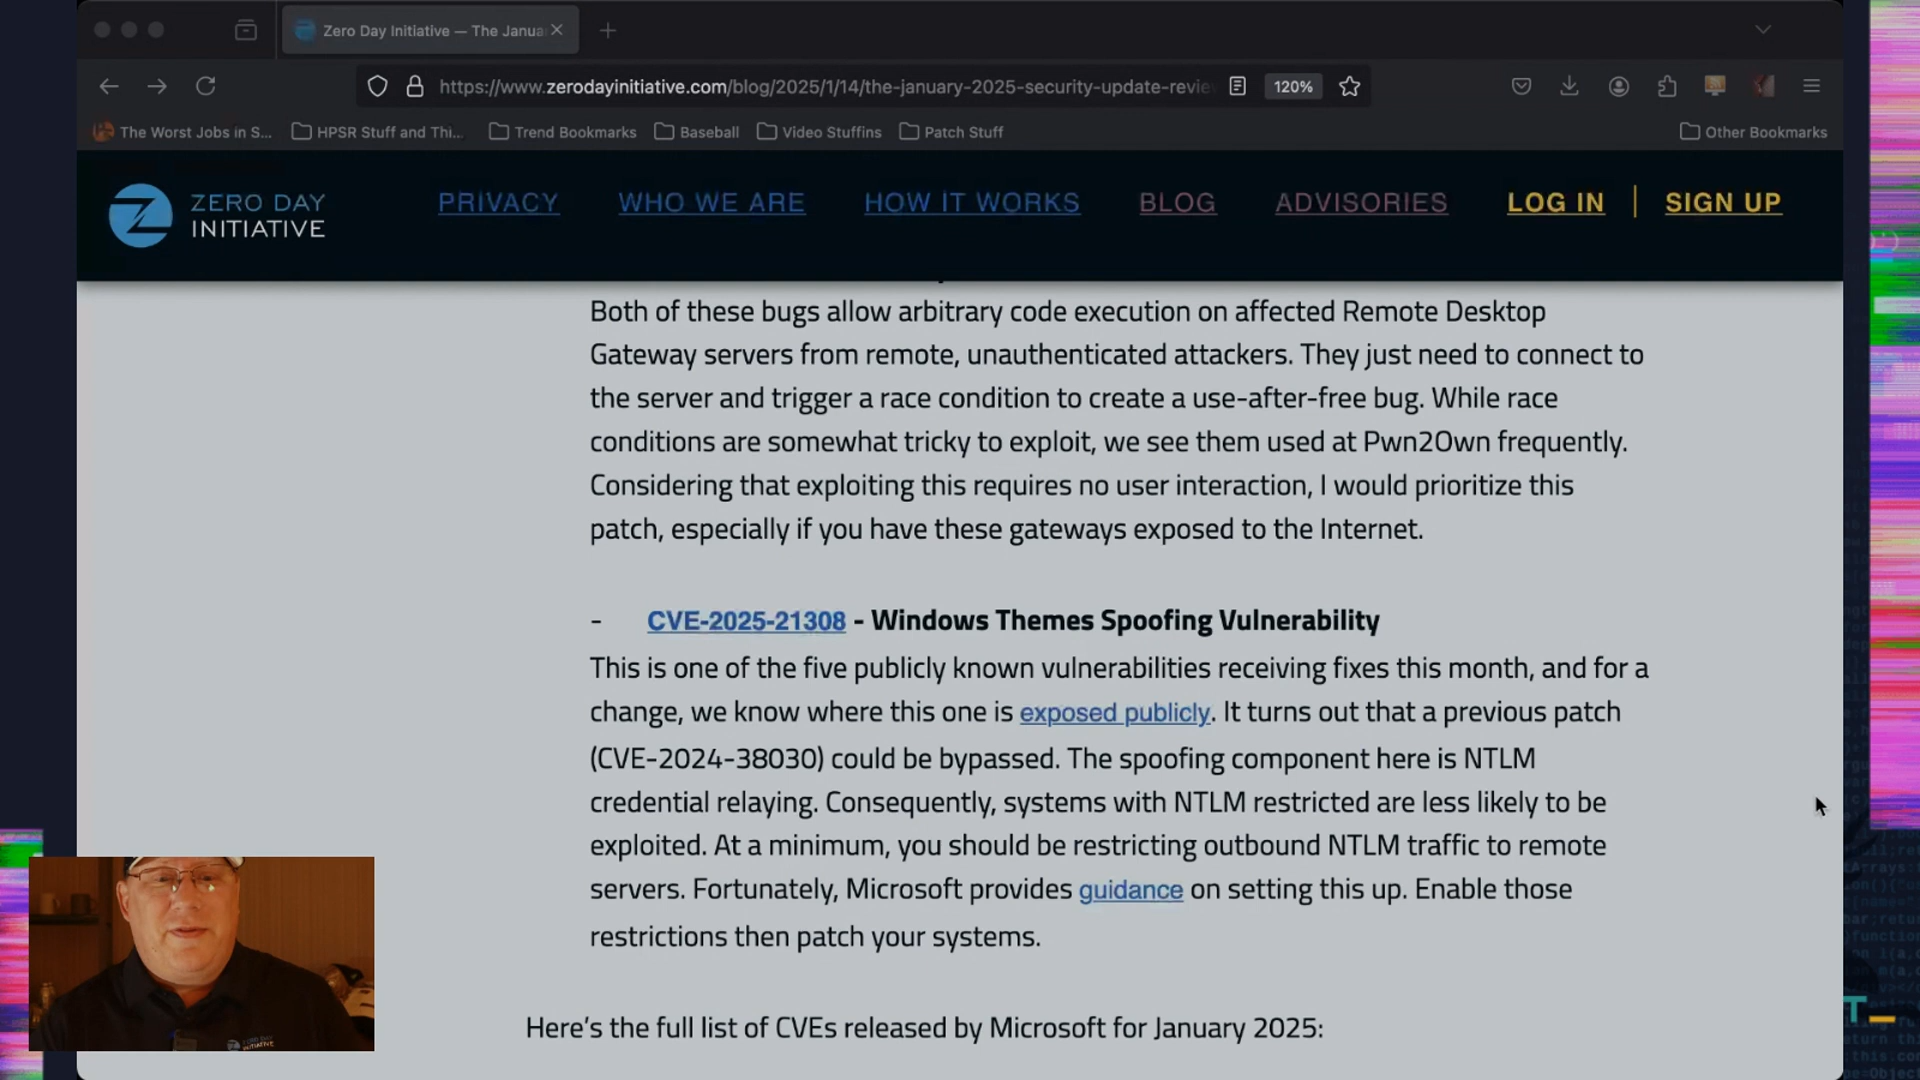 Zero Day Initiative — The Janua
https://www.zerodayinitiative.com/blog/2025/1/14/the-january-2025-security-update-revie
120%
The Worst Jobs in S...
HPSR Stuff and Thi...
Trend Bookmarks
Baseball
Video Stuffins
Patch Stuff
Other Bookmarks
ZERO DAY
INITIATIVE
PRIVACY
WHO WE ARE
HOW IT WORKS
BLOG
ADVISORIES
LOG IN
SIGN UP
Both of these bugs allow arbitrary code execution on affected Remote Desktop
Gateway servers from remote, unauthenticated attackers. They just need to connect to
the server and trigger a race condition to create a use-after-free bug. While race
conditions are somewhat tricky to exploit, we see them used at Pwn2Own frequently.
Considering that exploiting this requires no user interaction, I would prioritize this
patch, especially if you have these gateways exposed to the Internet.
- CVE-2025-21308 - Windows Themes Spoofing Vulnerability
This is one of the five publicly known vulnerabilities receiving fixes this month, and for a
change, we know where this one is exposed publicly. It turns out that a previous patch
(CVE-2024-38030) could be bypassed. The spoofing component here is NTLM
credential relaying. Consequently, systems with NTLM restricted are less likely to be
exploited. At a minimum, you should be restricting outbound NTLM traffic to remote
servers. Fortunately, Microsoft provides guidance on setting this up. Enable those
restrictions then patch your systems.
Here's the full list of CVEs released by Microsoft for January 2025:
ZERO DAY
INITIATIVE
T_